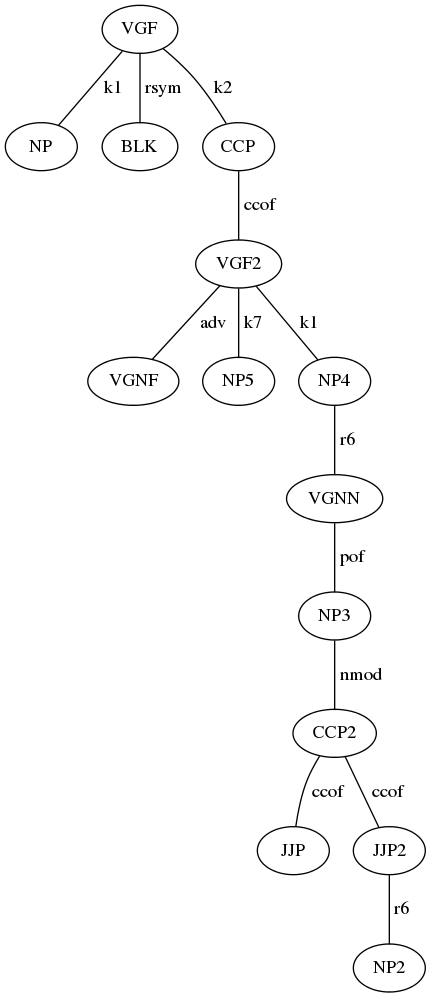 VGF
k1 rsym k2
NP BLK CCP
ccof
VGF2
adv k7 k1
VGNF NP5 NP4
r6
VGNN
pof
NP3
nmod
CCP2
ccof ccof
JJP JJP2
r6
NP2